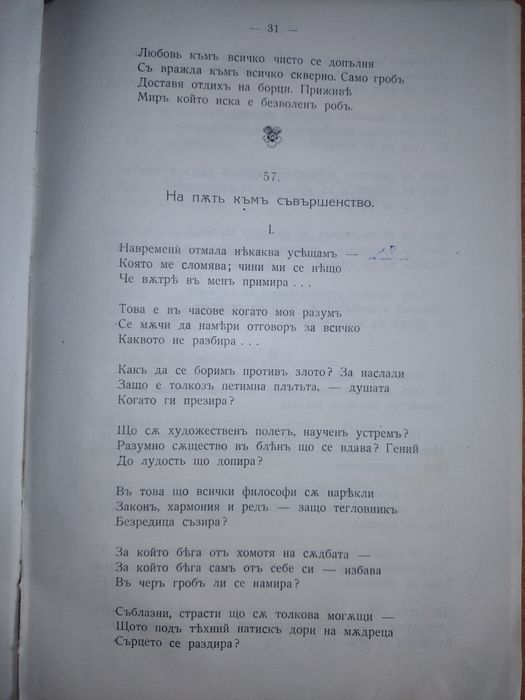 — 31 —
Любовь къмъ всичко чисто се допълня
Съ вражда къмъ всичко скверно. Само гробъ
Доставя отдихъ на борци. Приживѣ
Миръ който иска е безволенъ робъ.
57.
На пѫть къмъ съвършенство.
I.
Навремени отмала нѣкаква усѣщамъ —
Която ме сломява; чини ми се нѣщо
Че вѫтрѣ въ менъ примира . . .
Това е въ часове когато моя разумъ
Се мѫчи да намѣри отговоръ за всичко
Каквото не разбира . . .
Какъ да се боримъ противъ злото? За наслади
Защо е толкозъ петимна плътьта, — душата
Когато ги презира?
Що сѫ художественъ полетъ, наученъ устремъ?
Разумно сѫщество въ блѣнъ що се вдава? Гений
До лудость що допира?
Въ това що всички философи сѫ нарѣкли
Законъ, хармония и редъ — защо тегловникъ
Безредица съзира?
За който бѣга отъ хомотя на сѫдбата —
За който бѣга самъ отъ себе си — избава
Въ черъ гробъ ли се намира?
Съблазни, страсти що сѫ толкова могѫщи —
Щото подъ тѣхний натискъ дори на мѫдреца
Сърцето се раздира?